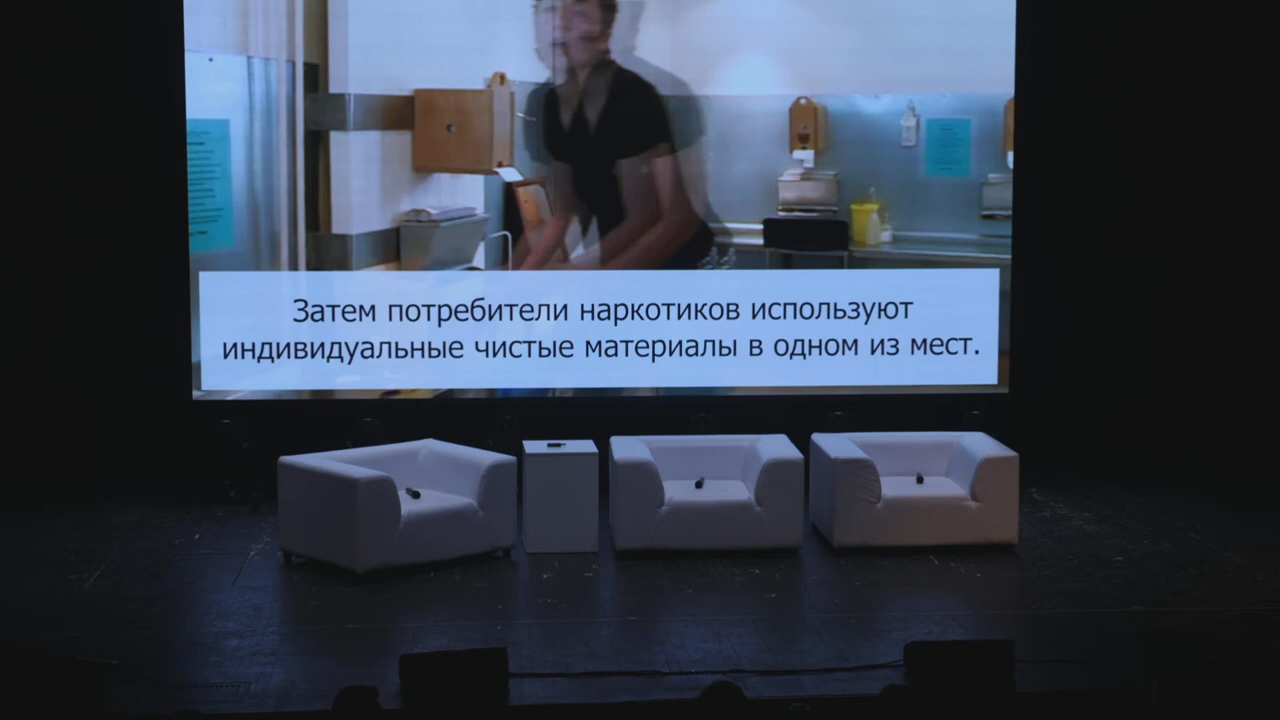 Затем потребители наркотиков используют
индивидуальные чистые материалы в одном из мест.